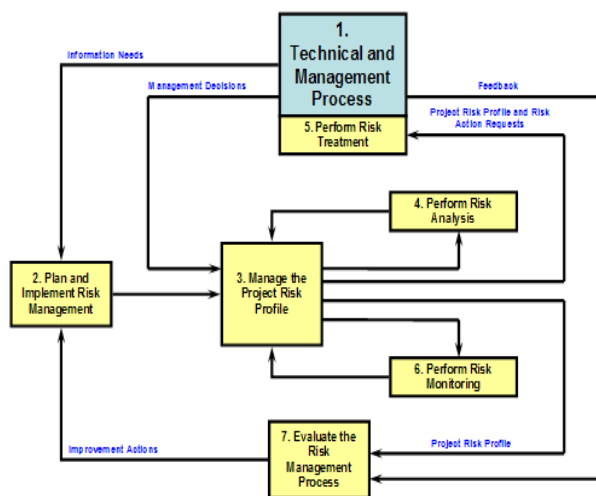 1.
Technical and
Management
Process
Information Needs
Management Decisions
Feedback
Project Risk Profile and Risk
Action Requests
5. Perform Risk
Treatment
4. Perform Risk
Analysis
2. Plan and
Implement Risk
Management
3. Manage the
Project Risk
Profile
6. Perform Risk
Monitoring
7. Evaluate the
Risk
Management
Process
Improvement Actions
Project Risk Profile